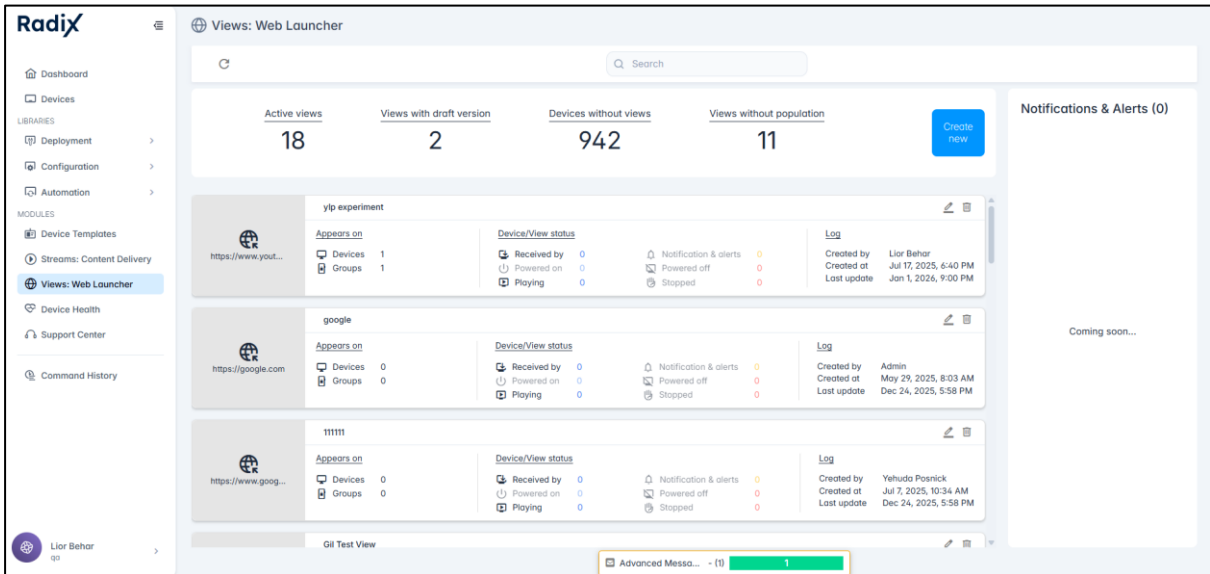 Radix
Views: Web Launcher
Dashboard
Devices
LIBRARIES
Deployment
Configuration
Automation
MODULES
Device Templates
Streams: Content Delivery
Views: Web Launcher
Device Health
Support Center
Command History
Lior Behar
qa
Search
Active views
18
Views with draft version
2
Devices without views
942
Views without population
11
Create new
Notifications & Alerts (0)
Coming soon...
ylp experiment
https://www.yout...
Appears on
Devices 1
Groups 1
Device/View status
Received by 0
Powered on 0
Playing 0
Notification & alerts 0
Powered off 0
Stopped 0
Log
Created by Lior Behar
Created at Jul 17, 2025, 6:40 PM
Last update Jan 1, 2026, 9:00 PM
google
https://google.com
Appears on
Devices 0
Groups 0
Device/View status
Received by 0
Powered on 0
Playing 0
Notification & alerts 0
Powered off 0
Stopped 0
Log
Created by Admin
Created at May 29, 2025, 8:03 AM
Last update Dec 24, 2025, 5:58 PM
111111
https://www.goog...
Appears on
Devices 0
Groups 0
Device/View status
Received by 0
Powered on 0
Playing 0
Notification & alerts 0
Powered off 0
Stopped 0
Log
Created by Yehuda Posnick
Created at Jul 7, 2025, 10:34 AM
Last update Dec 24, 2025, 5:58 PM
Gil Test View
Advanced Messa... - (1) 1